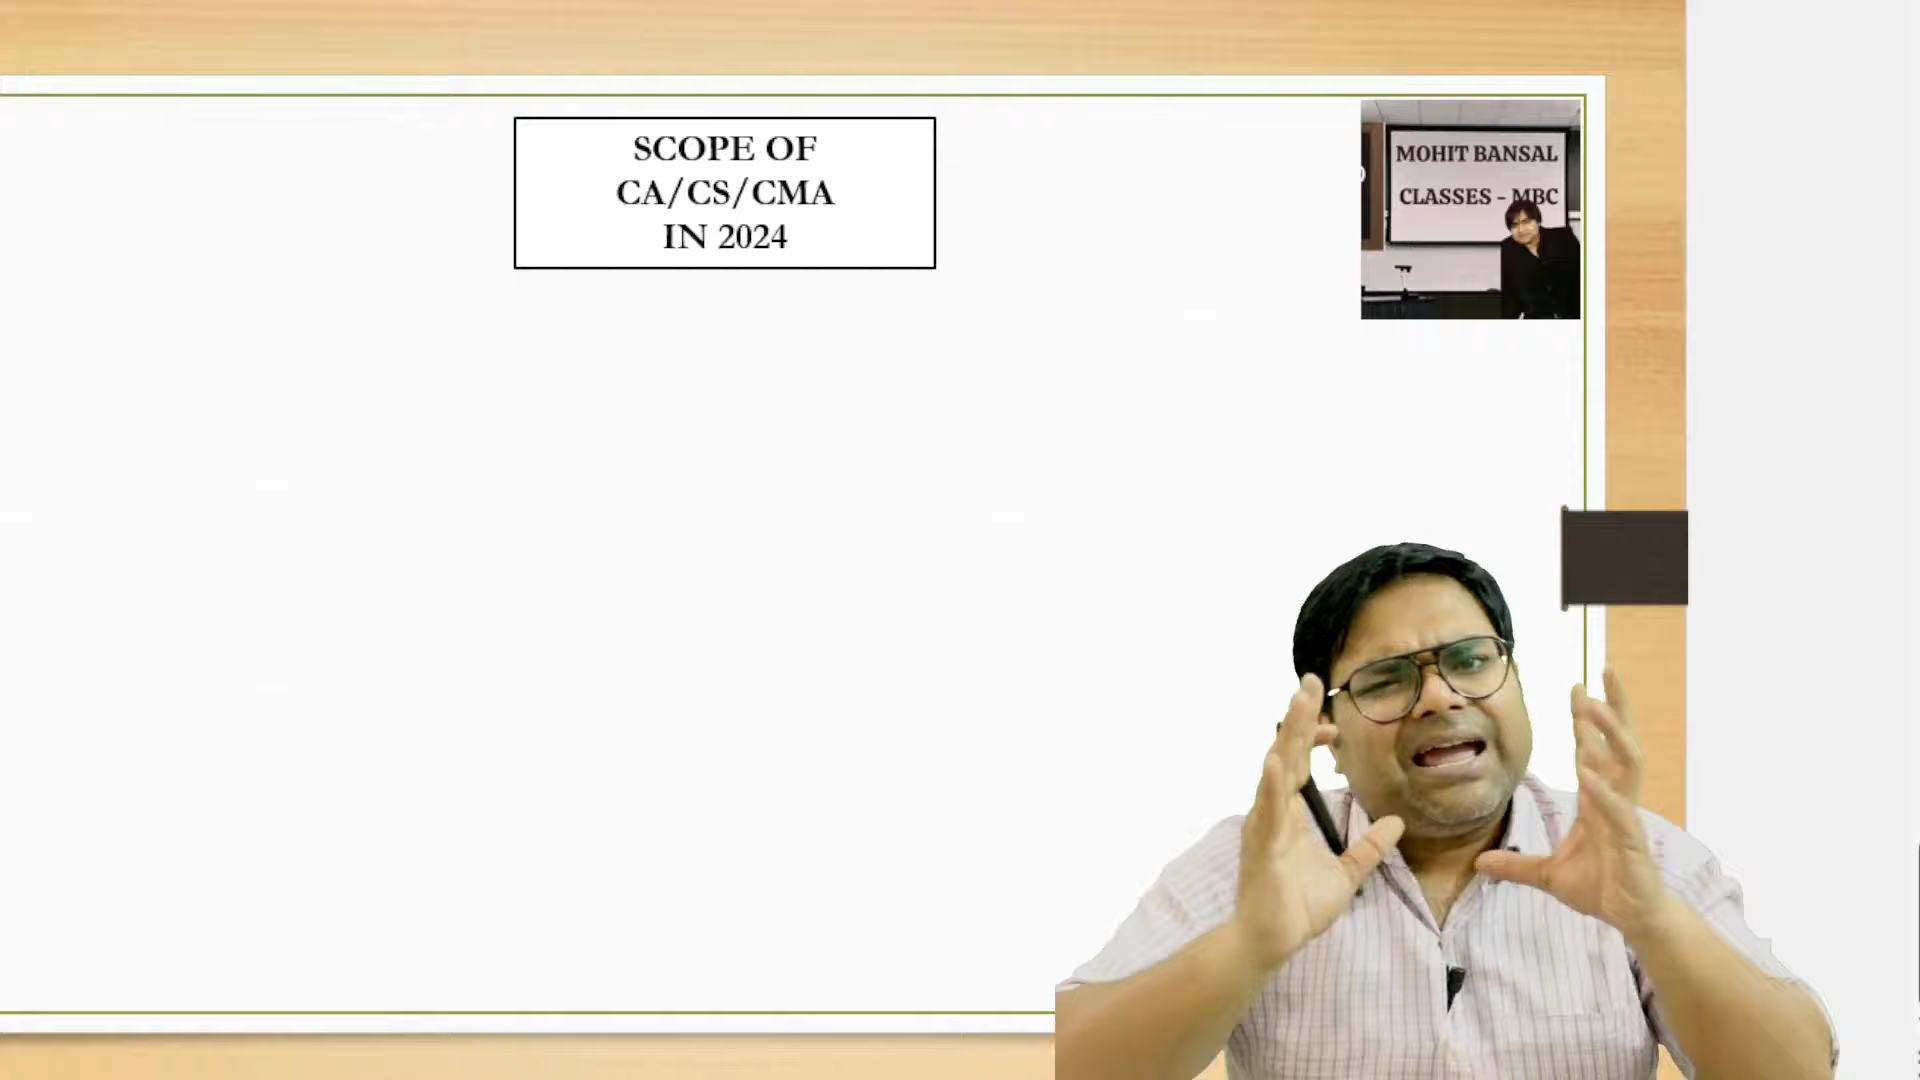 SCOPE OF
CA/CS/CMA
IN 2024
MOHIT BANSAL
CLASSES - MBC